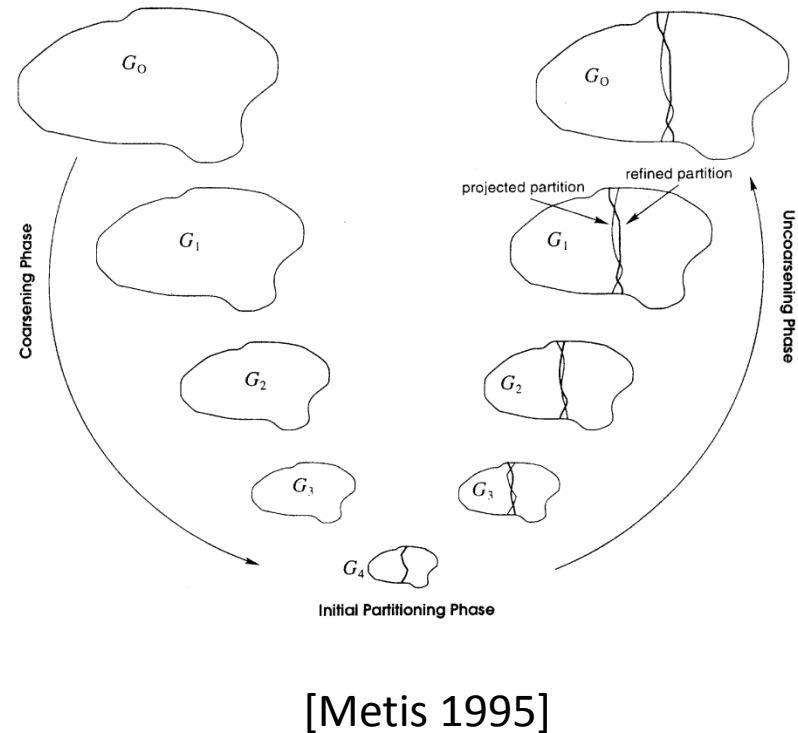 G₀
G₀
projected partition
refined partition
G₁
G₁
Coarsening Phase
Uncoarsening Phase
G₂
G₂
G₃
G₃
G₄
Initial Partitioning Phase
[Metis 1995]